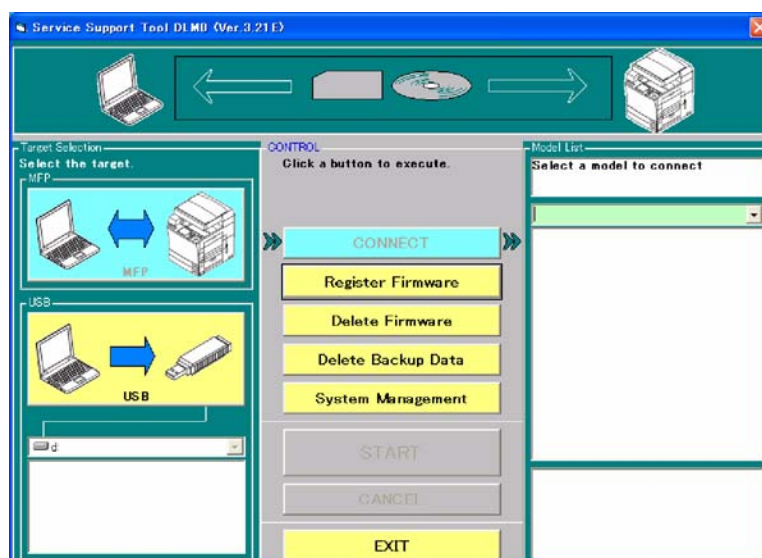 Service Support Tool DLMB (Ver.3.21E)
Target Selection
Select the target.
MFP
MFP
USB
USB
d:
CONTROL
Click a button to execute.
CONNECT
Register Firmware
Delete Firmware
Delete Backup Data
System Management
START
CANCEL
EXIT
Model List
Select a model to connect